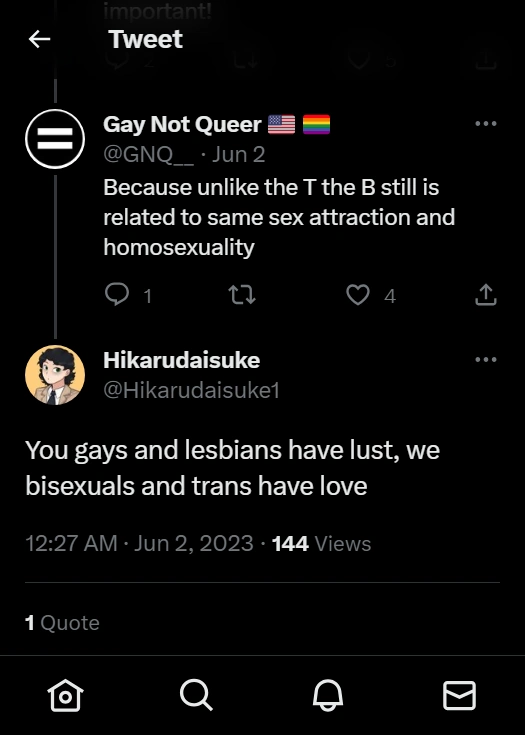 important!
Tweet
2
5
Gay Not Queer 🇺🇸 🏳️‍🌈
@GNQ__ · Jun 2
Because unlike the T the B still is
related to same sex attraction and
homosexuality
1
4
Hikarudaisuke
@Hikarudaisuke1
You gays and lesbians have lust, we
bisexuals and trans have love
12:27 AM · Jun 2, 2023 · 144 Views
1 Quote